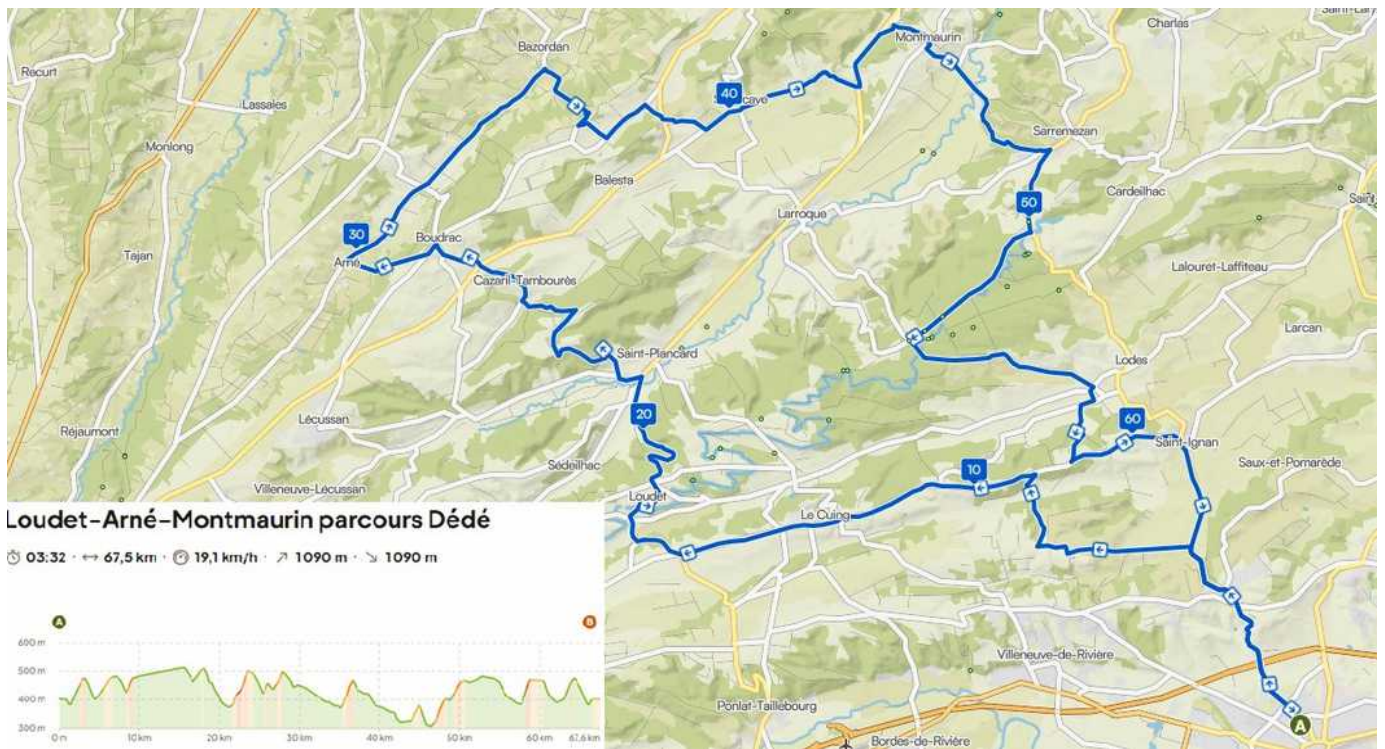 Charlas
Montmaurin
Bazordan
Recurt
Lassales
40
Sarremezan
Monlong
Balesta
Cardeilhac
50
Larroque
30
Boudrac
Arné
Tajan
Cazaril-Tambourès
Lalouret-Laffiteau
Larcan
Saint-Plancard
Lodes
20
60
Lécussan
Réjaumont
Saint-Ignan
Sédeilhac
10
Saux-et-Pomarède
Villeneuve-Lécussan
Loudet
Le Cuing
Loudet-Arné-Montmaurin parcours Dédé
03:32 · 67,5 km · 19,1 km/h · 1090 m · 1090 m
A
B
600 m
500 m
400 m
300 m
0 m
10 km
20 km
30 km
40 km
50 km
60 km
67,6 km
Villeneuve-de-Rivière
Ponlat-Taillebourg
A
Bordes-de-Rivière